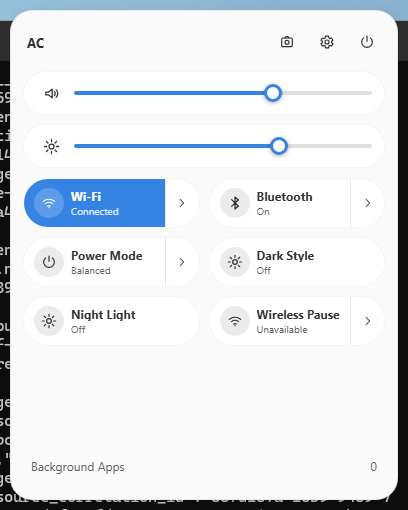 AC
Wi-Fi
Connected
Bluetooth
On
Power Mode
Balanced
Dark Style
Off
Night Light
Off
Wireless Pause
Unavailable
Background Apps 0